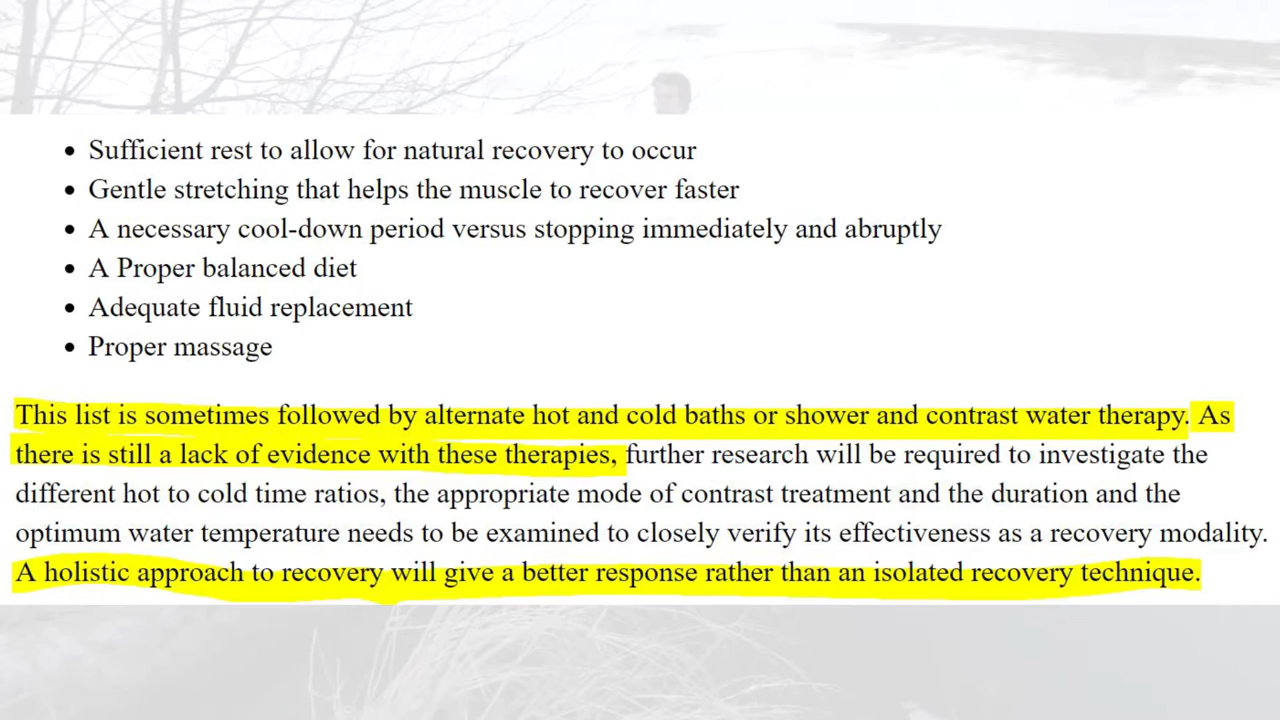 • Sufficient rest to allow for natural recovery to occur
• Gentle stretching that helps the muscle to recover faster
• A necessary cool-down period versus stopping immediately and abruptly
• A Proper balanced diet
• Adequate fluid replacement
• Proper massage
This list is sometimes followed by alternate hot and cold baths or shower and contrast water therapy. As
there is still a lack of evidence with these therapies, further research will be required to investigate the
different hot to cold time ratios, the appropriate mode of contrast treatment and the duration and the
optimum water temperature needs to be examined to closely verify its effectiveness as a recovery modality.
A holistic approach to recovery will give a better response rather than an isolated recovery technique.